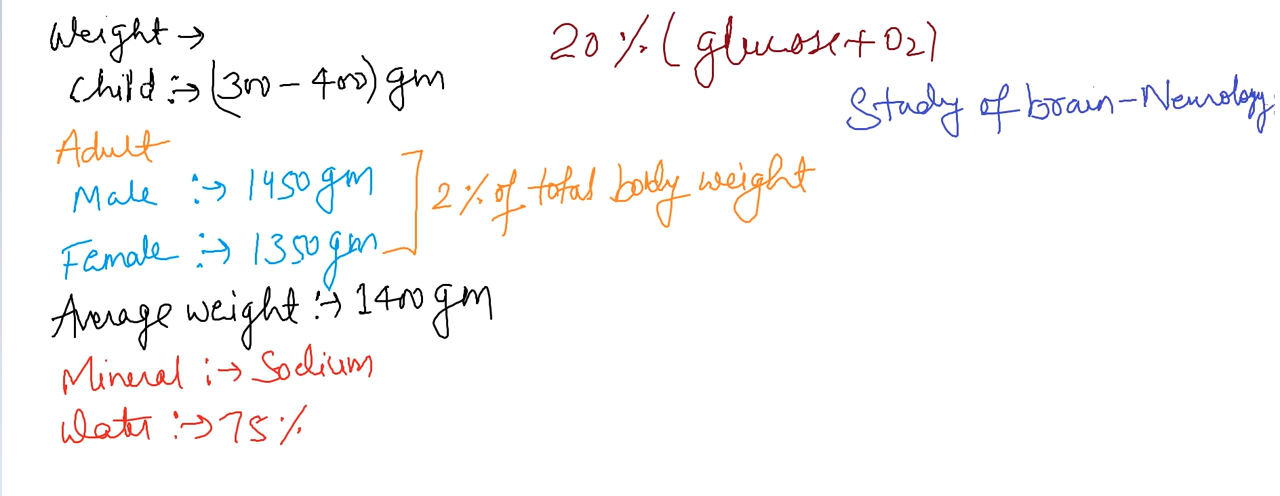 Weight →
Child :→ (300 - 400) gm
20 % ( glucose + O2)
Study of brain - Neurology
Adult
Male :→ 1450 gm
Female :→ 1350 gm
2 % of total body weight
Average weight :→ 1400 gm
Mineral :→ Sodium
Water :→ 75 %